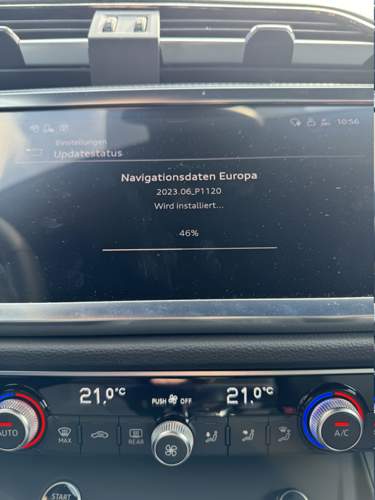 10:56
Einstellungen
Updatestatus
Navigationsdaten Europa
2023.06_P1120
Wird installiert...
46%
21.0°C
PUSH OFF
21.0°C
AUTO
MAX
REAR
A/C
START